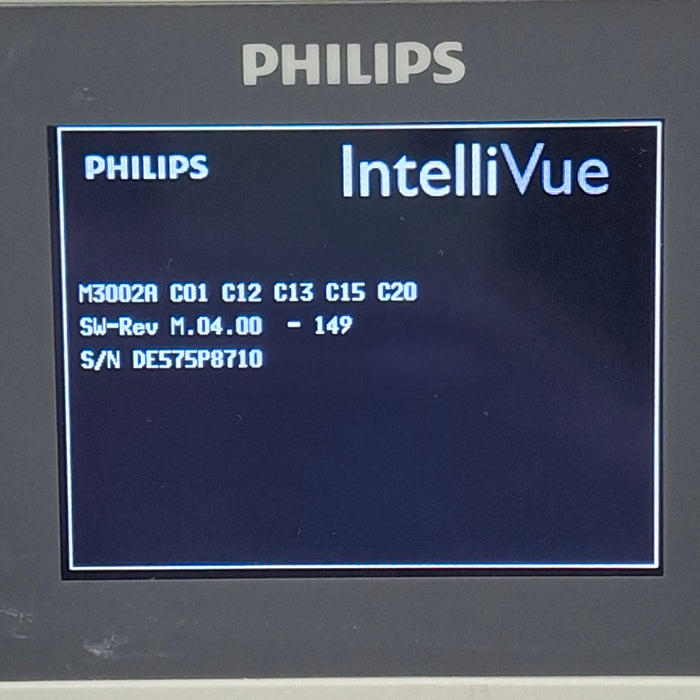 PHILIPS
PHILIPS IntelliVue
M3002A C01 C12 C13 C15 C20
SW-Rev M.04.00 - 149
S/N DE575P8710